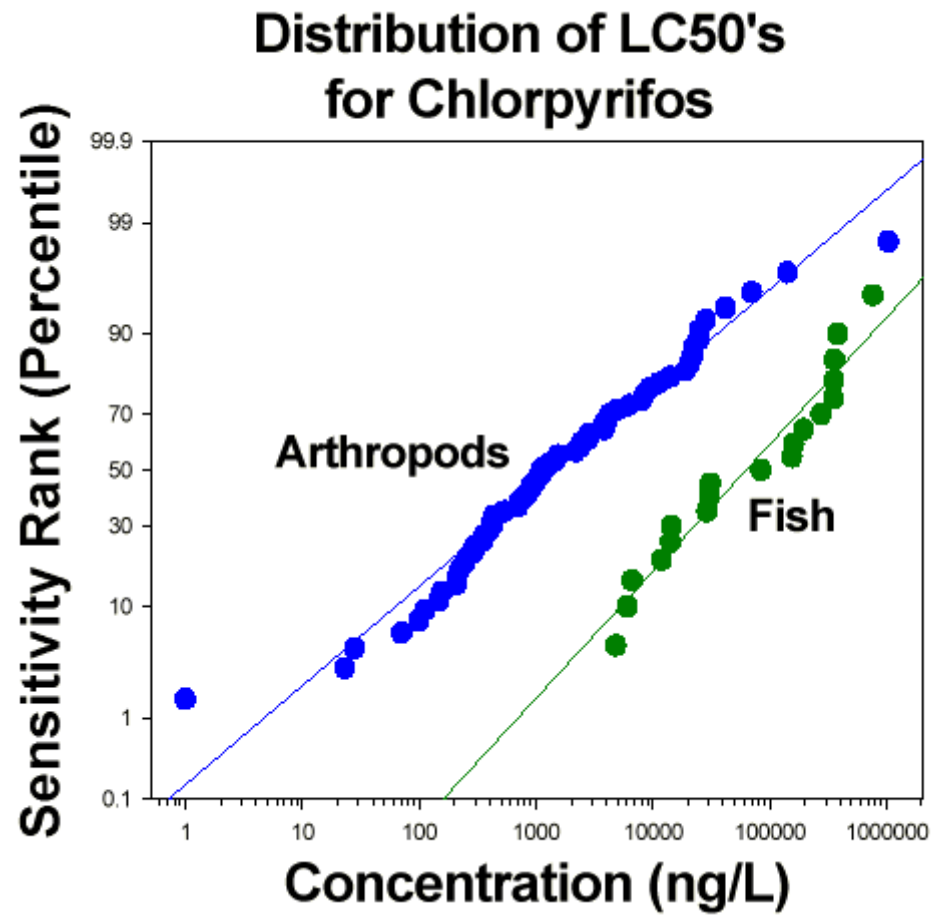 Distribution of LC50's
for Chlorpyrifos
Sensitivity Rank (Percentile)
99.9
99
90
70
50
30
10
1
0.1
Arthropods
Fish
1 10 100 1000 10000 100000 1000000
Concentration (ng/L)